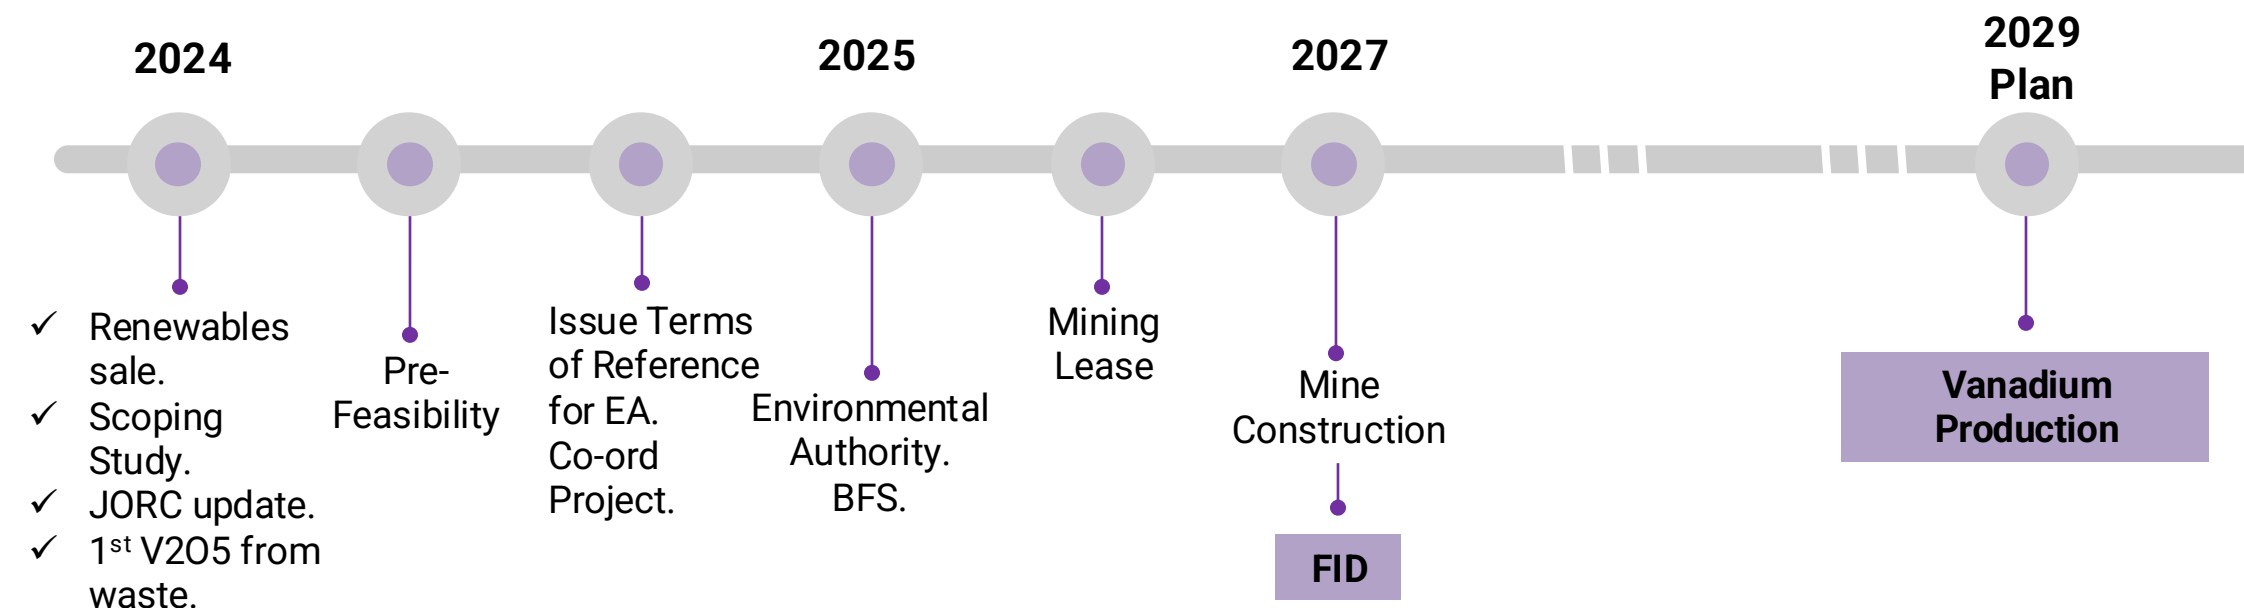 2024
2025
2027
2029
Plan
✓ Renewables
sale.
✓ Scoping
Study.
✓ JORC update.
✓ 1st V2O5 from
waste.
Pre-
Feasibility
Issue Terms
of Reference
for EA.
Co-ord
Project.
Environmental
Authority.
BFS.
Mining
Lease
Mine
Construction
FID
Vanadium
Production